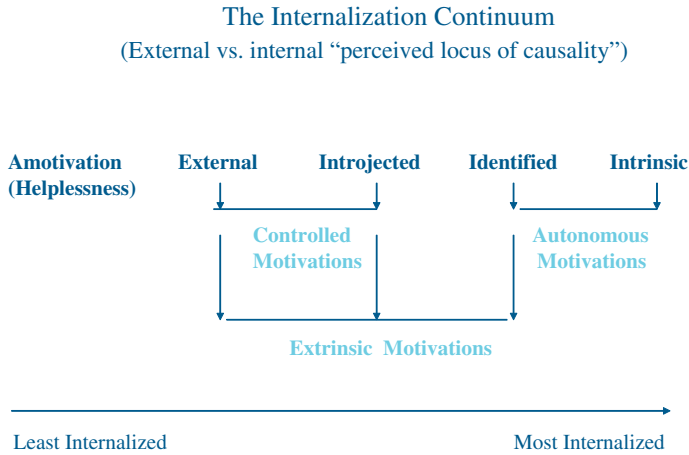 The Internalization Continuum
(External vs. internal “perceived locus of causality”)
Amotivation External Introjected Identified Intrinsic
(Helplessness)
Controlled Autonomous
Motivations Motivations
Extrinsic Motivations
Least Internalized Most Internalized